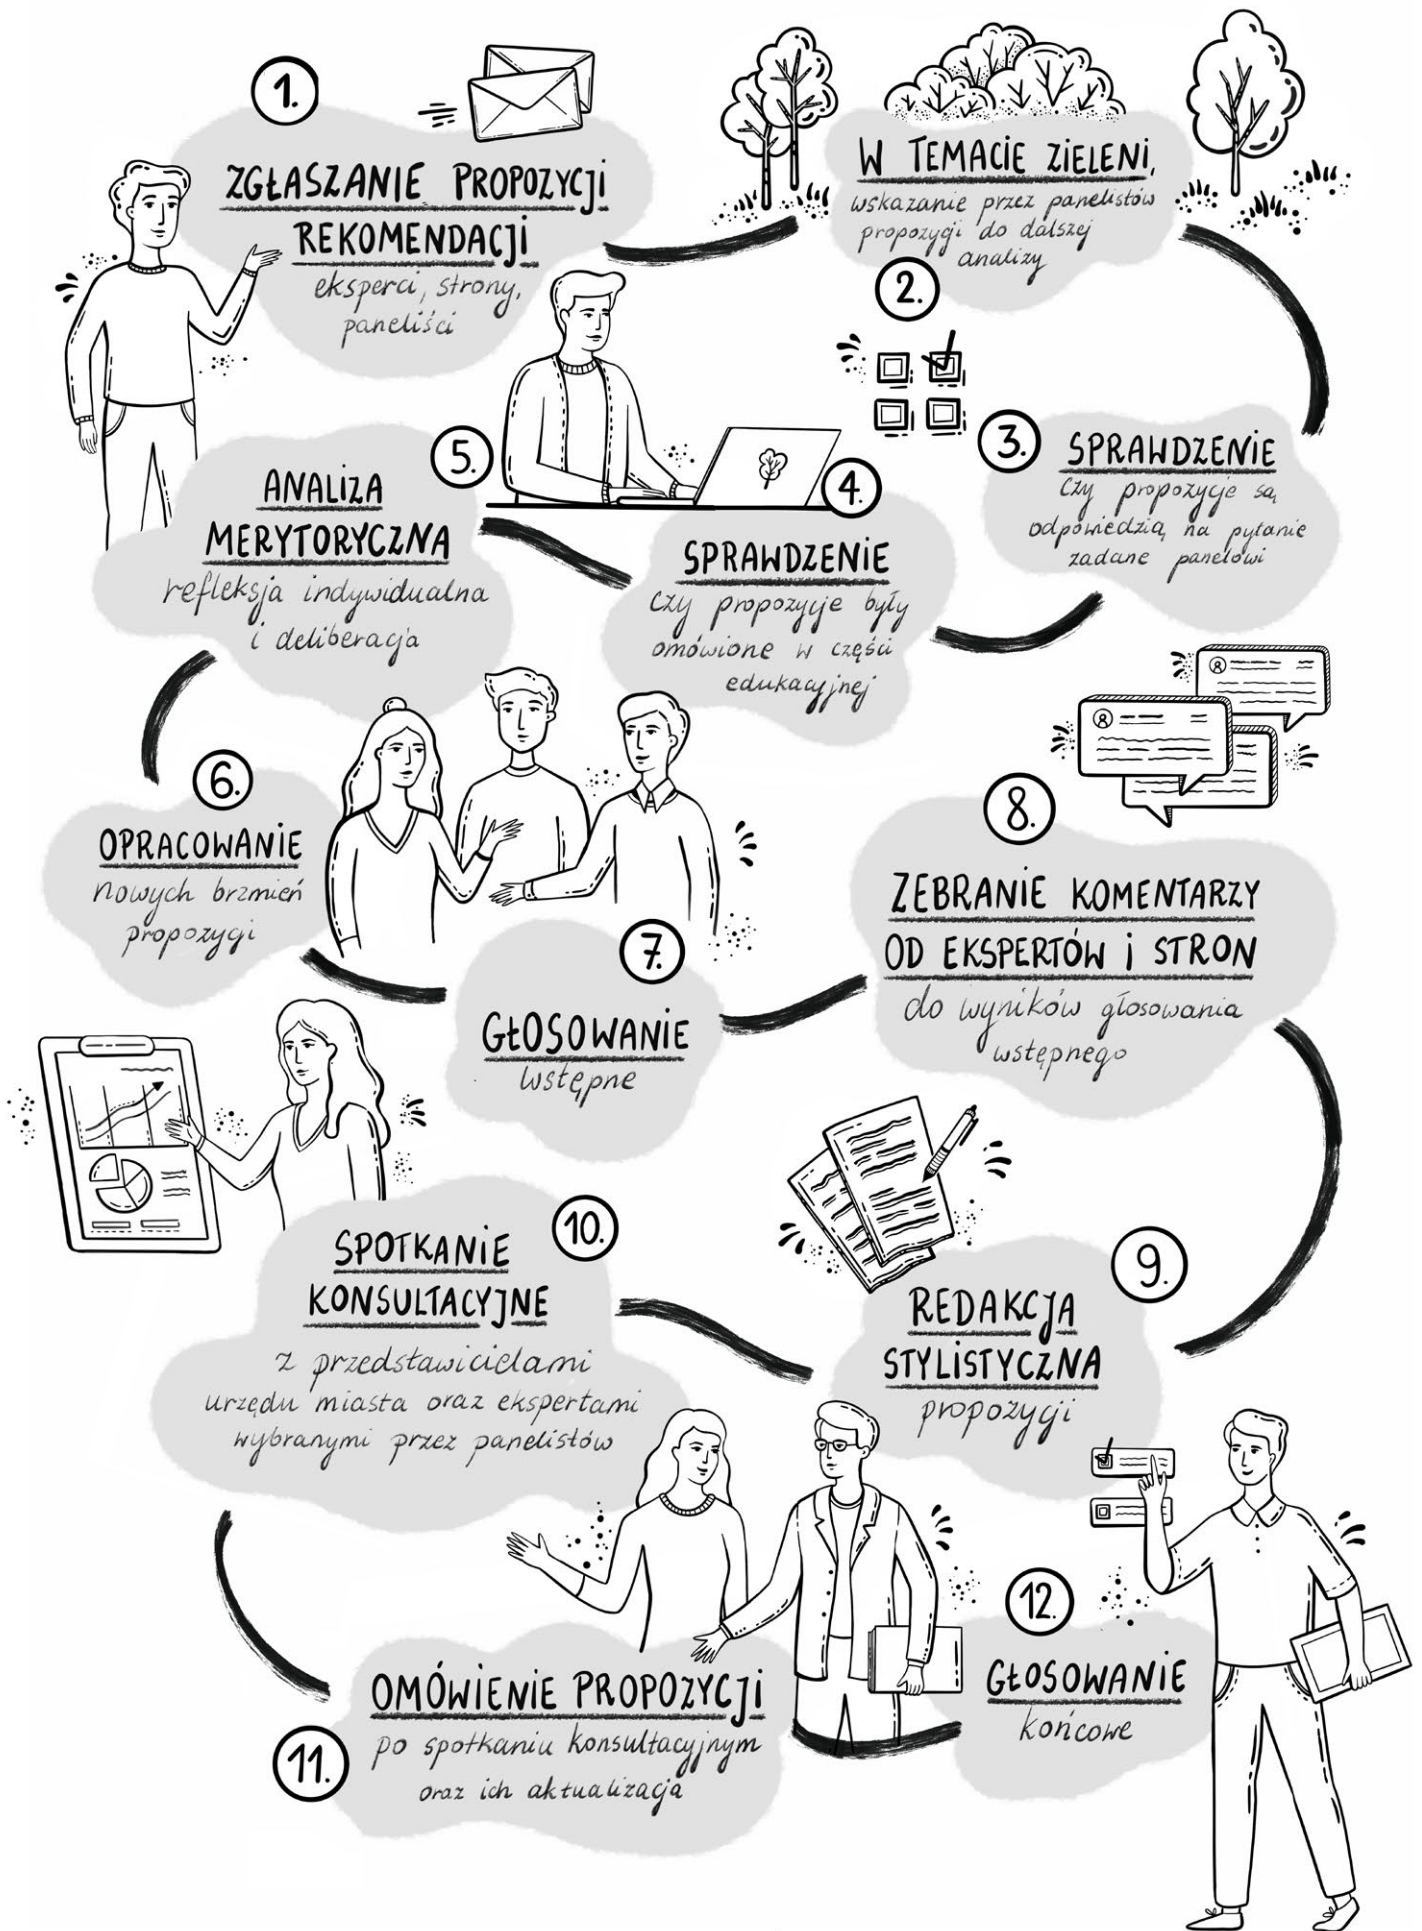 1.
ZGŁASZANIE PROPOZYCJI
REKOMENDACJI
eksperci, strony,
paneliści
W TEMACIE ZIELENI,
wskazanie przez panelistów
propozycji do dalszej
analizy
2.
3.
SPRAWDZENIE
czy propozycje są
odpowiedzią na pytanie
zadane panelowi
4.
SPRAWDZENIE
czy propozycje były
omówione w części
edukacyjnej
5.
ANALIZA
MERYTORYCZNA
refleksja indywidualna
i deliberacja
6.
OPRACOWANIE
nowych brzmień
propozycji
7.
GŁOSOWANIE
wstępne
8.
ZEBRANIE KOMENTARZY
OD EKSPERTÓW i STRON
do wyników głosowania
wstępnego
9.
REDAKCJA
STYLISTYCZNA
propozycji
10.
SPOTKANIE
KONSULTACYJNE
z przedstawicielami
urzędu miasta oraz ekspertami
wybranymi przez panelistów
11.
OMÓWIENIE PROPOZYCJI
po spotkaniu konsultacyjnym
oraz ich aktualizacja
12.
GŁOSOWANIE
końcowe